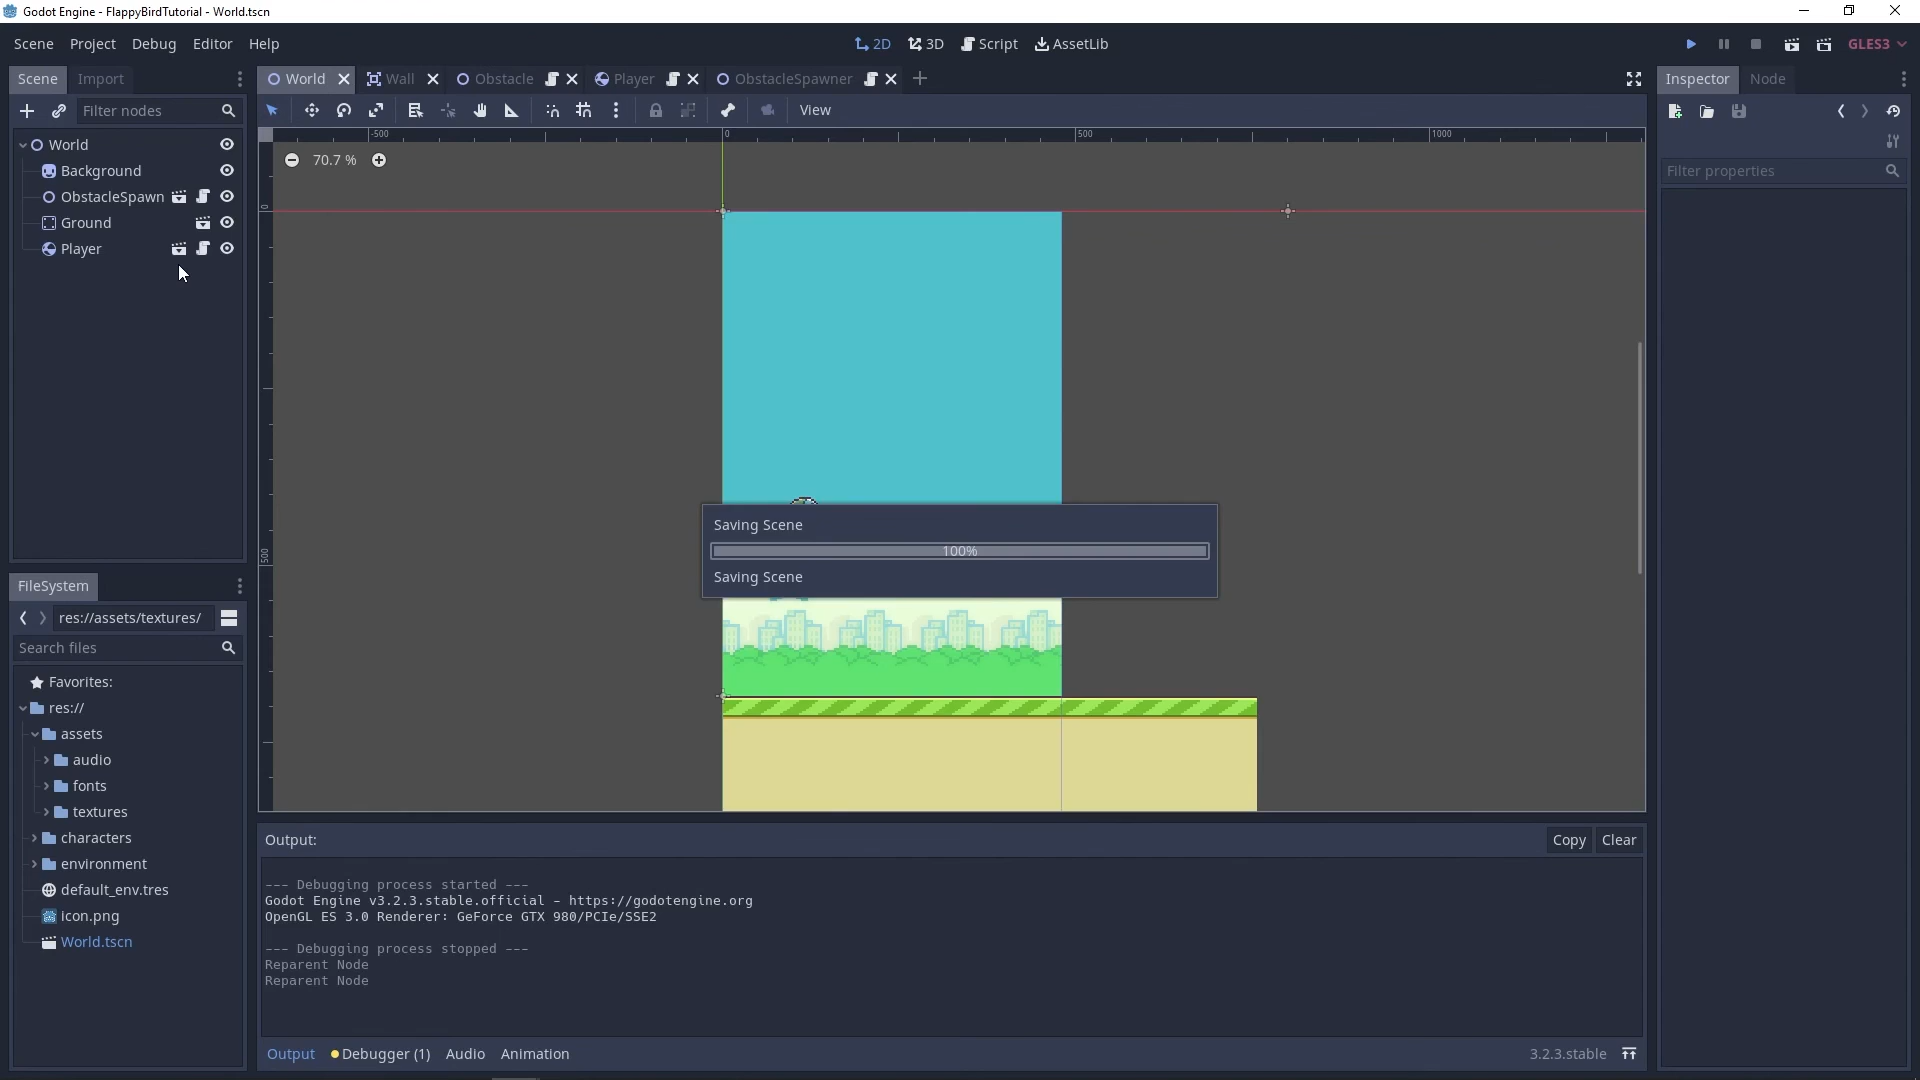 Godot Engine - FlappyBirdTutorial - World.tscn
Scene Project Debug Editor Help
2D 3D Script AssetLib
GLES3
Scene Import
World Wall Obstacle Player ObstacleSpawner
Inspector Node
Filter nodes
View
-500 0 500 1000
World
70.7 %
Background
Filter properties
ObstacleSpawn
0
Ground
Player
Saving Scene
100%
500
Saving Scene
FileSystem
res://assets/textures/
Search files
Favorites:
res://
assets
audio
fonts
textures
characters
environment
default_env.tres
icon.png
World.tscn
Output:
Copy Clear
--- Debugging process started ---
Godot Engine v3.2.3.stable.official - https://godotengine.org
OpenGL ES 3.0 Renderer: GeForce GTX 980/PCIe/SSE2
--- Debugging process stopped ---
Reparent Node
Reparent Node
Output Debugger (1) Audio Animation
3.2.3.stable